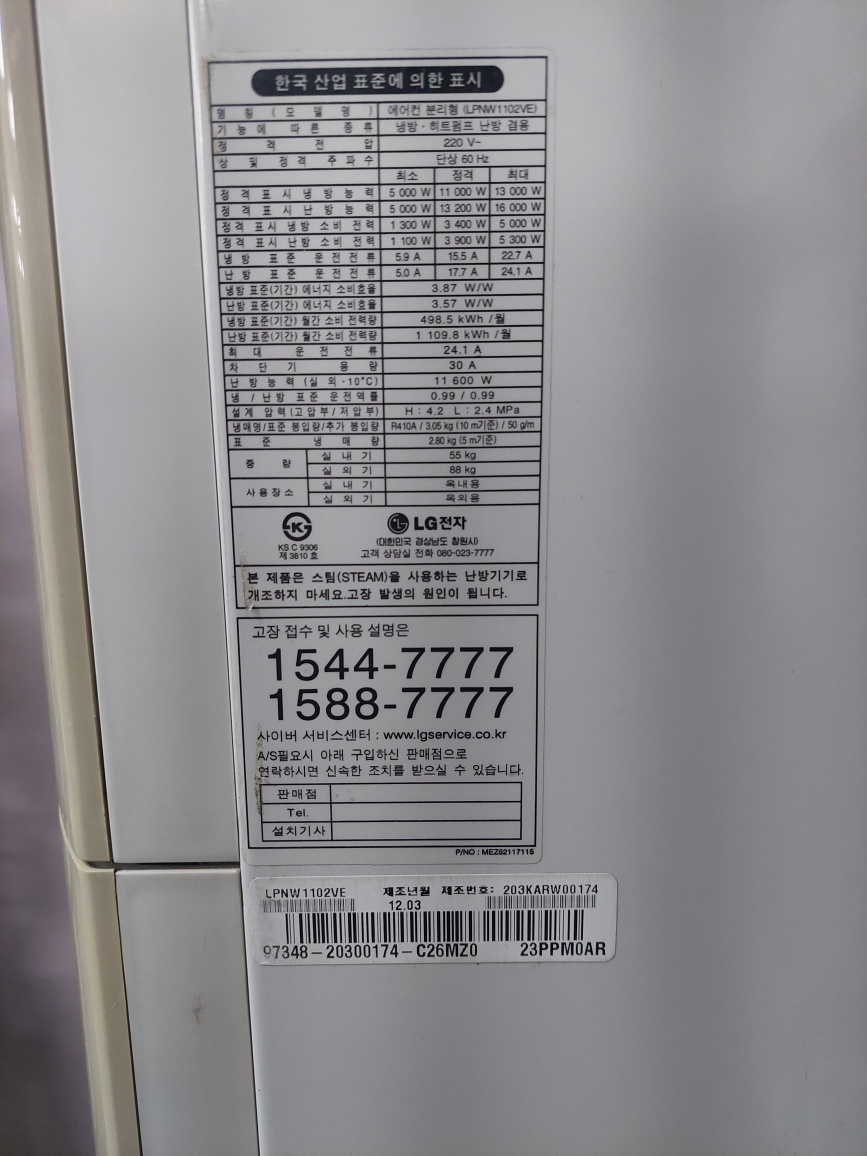 한국 산업 표준에 의한 표시
명 칭 ( 모 델 명 ) 에어컨 분리형 (LPNW1102VE)
기 능 에 따 른 종 류 냉방 · 히트펌프 난방 겸용
정 격 전 압 220 V~
상 및 정 격 주 파 수 단상 60 Hz
최소 정격 최대
정 격 표 시 냉 방 능 력 5 000 W 11 000 W 13 000 W
정 격 표 시 난 방 능 력 5 000 W 13 200 W 16 000 W
정격 표시 냉방 소비 전력 1 300 W 3 400 W 5 000 W
정격 표시 난방 소비 전력 1 100 W 3 900 W 5 300 W
냉 방 표 준 운 전 전 류 5.9 A 15.5 A 22.7 A
난 방 표 준 운 전 전 류 5.0 A 17.7 A 24.1 A
냉방 표준(기간) 에너지 소비효율 3.87 W/W
난방 표준(기간) 에너지 소비효율 3.57 W/W
냉방 표준(기간) 월간 소비 전력량 498.5 kWh /월
난방 표준(기간) 월간 소비 전력량 1 109.8 kWh /월
최 대 운 전 전 류 24.1 A
차 단 기 용 량 30 A
난 방 능 력 ( 실 외 -10°C) 11 600 W
냉 / 난 방 표 준 운 전 역 률 0.99 / 0.99
설 계 압 력 (고 압 부 / 저 압 부) H : 4.2 L : 2.4 MPa
냉매명/표준 봉입량/추가 봉입량 R410A / 3.05 kg (10 m기준) / 50 g/m
표 준 냉 매 량 2.80 kg (5 m기준)
중 량 실 내 기 55 kg
실 외 기 88 kg
사 용 장 소 실 내 기 옥내용
실 외 기 옥외용
KS C 9306
제 3810 호
LG전자
(대한민국 경상남도 창원시)
고객 상담실 전화 080-023-7777
본 제품은 스팀(STEAM)을 사용하는 난방기기로
개조하지 마세요.고장 발생의 원인이 됩니다.
고장 접수 및 사용 설명은
1544-7777
1588-7777
사이버 서비스센터 : www.lgservice.co.kr
A/S필요시 아래 구입하신 판매점으로
연락하시면 신속한 조치를 받으실 수 있습니다.
판매점
Tel.
설치기사
P/NO : MEZ62117115
LPNW1102VE 제조년월 제조번호: 203KARW00174
12.03
97348-20300174-C26MZ0 23PPM0AR